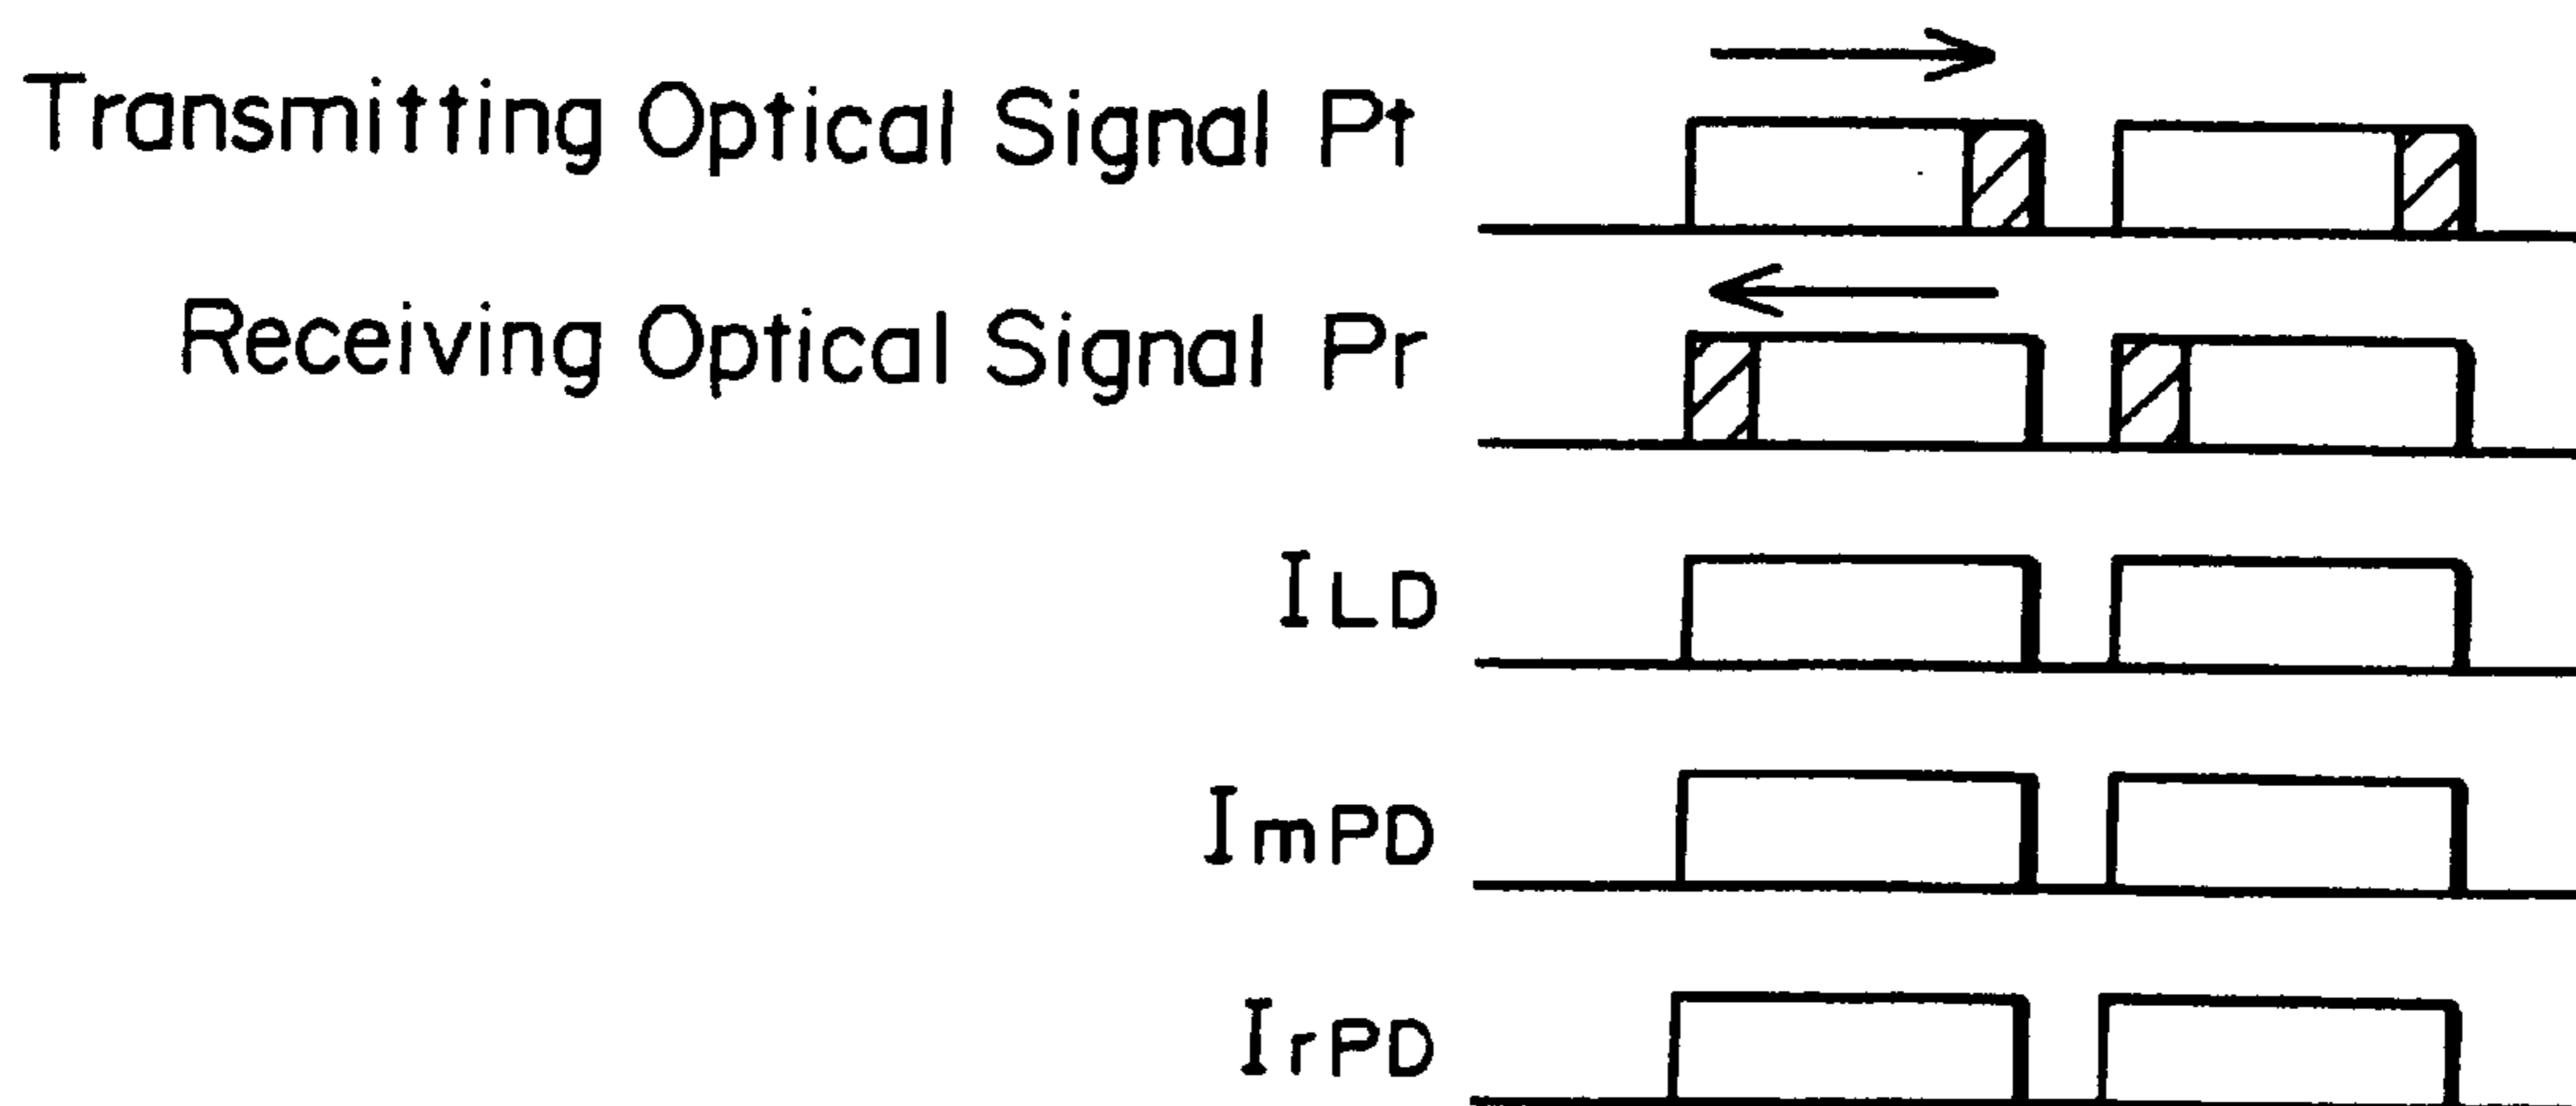 Transmitting Optical Signal Pt
Receiving Optical Signal Pr
ILD
ImPD
IrPD